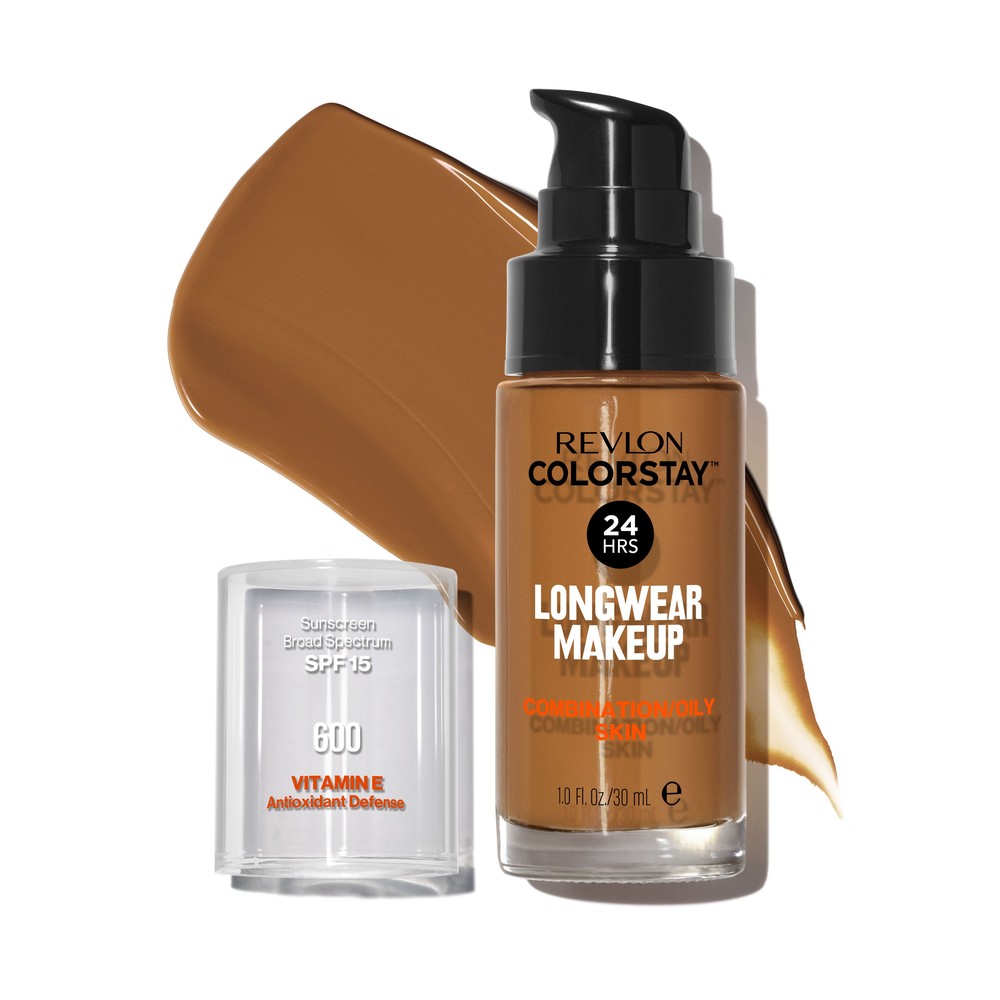 REVLON
COLORSTAY™
24
HRS
LONGWEAR
MAKEUP
COMBINATION/OILY
SKIN
1.0 Fl. Oz./30 mL ℮
Sunscreen
Broad Spectrum
SPF 15
600
VITAMIN E
Antioxidant Defense